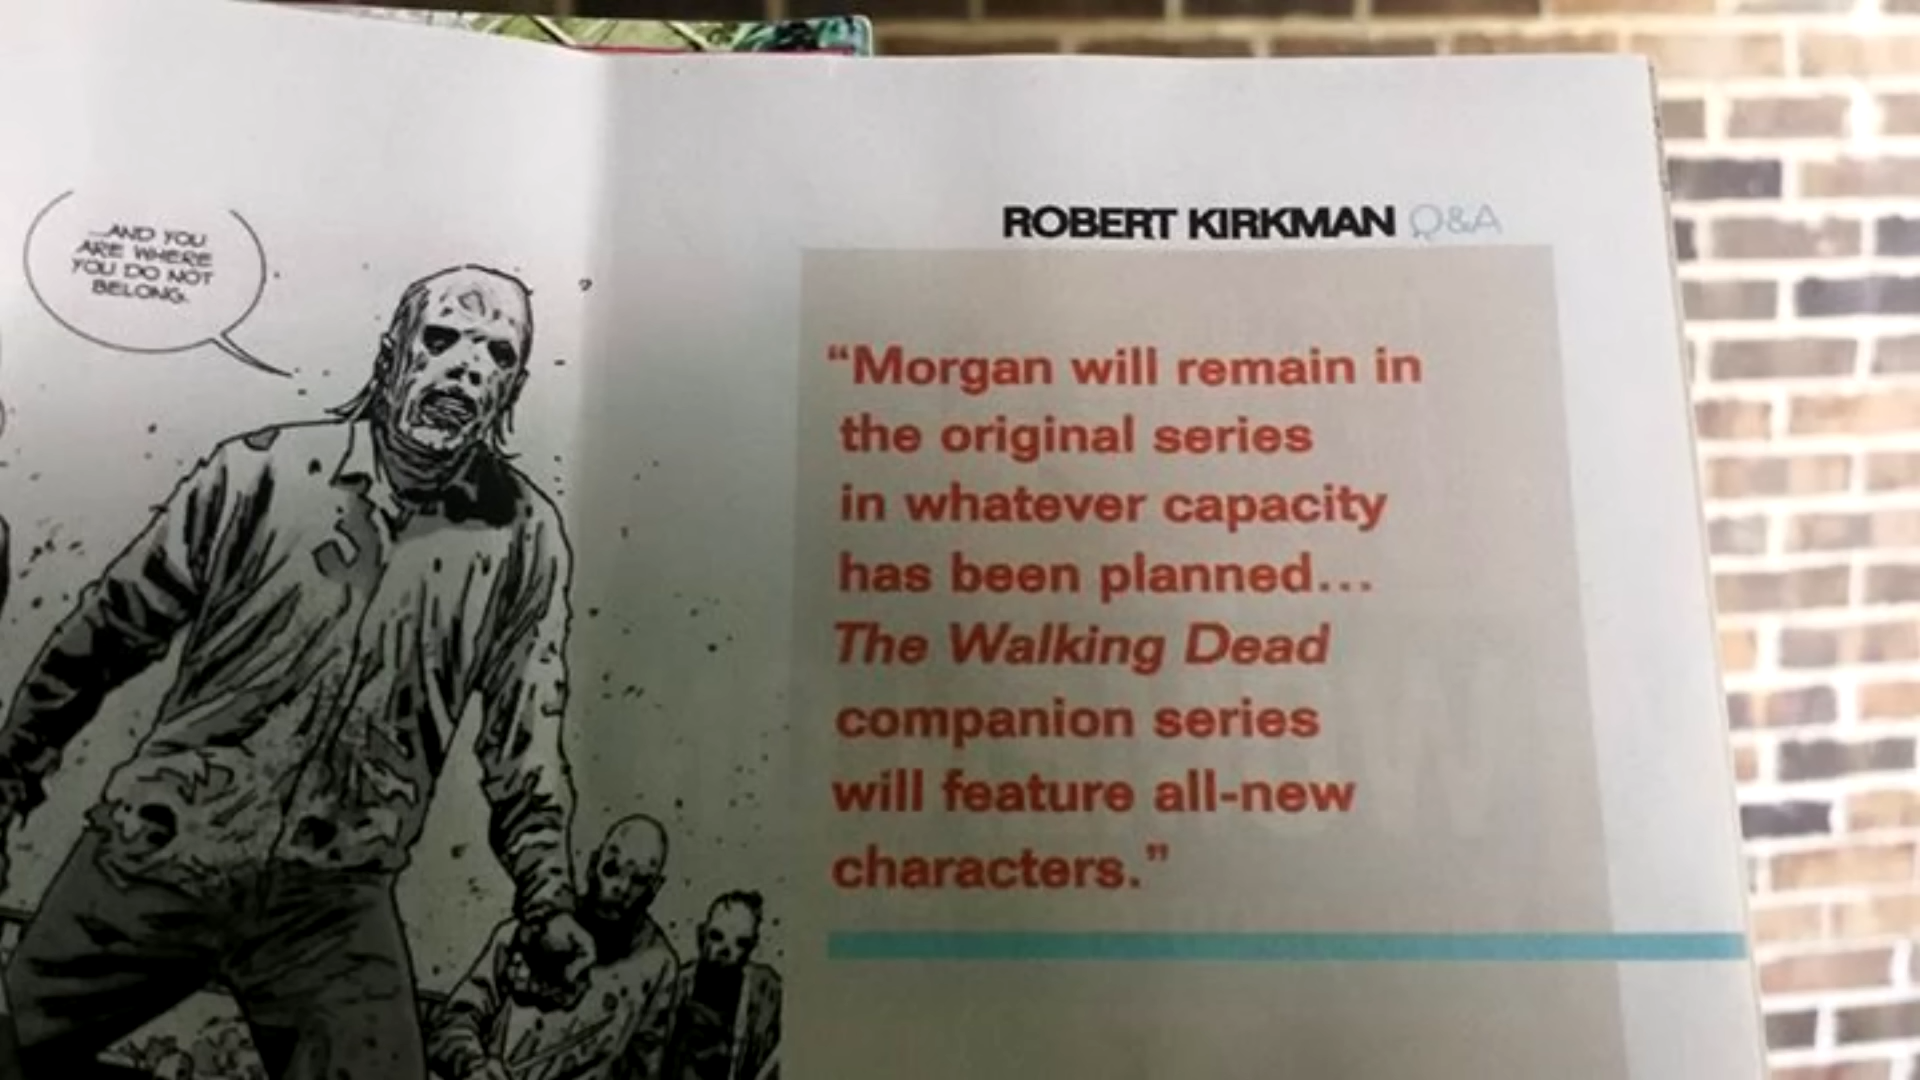 ...AND YOU
ARE WHERE
YOU DO NOT
BELONG.
ROBERT KIRKMAN Q&A
“Morgan will remain in
the original series
in whatever capacity
has been planned...
The Walking Dead
companion series
will feature all-new
characters.”